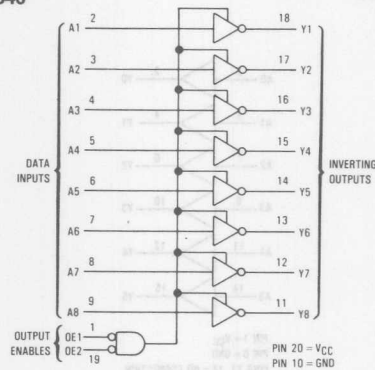 A1 2 18 Y1
A2 3 17 Y2
A3 4 16 Y3
A4 5 15 Y4
DATA INPUTS
INVERTING OUTPUTS
A5 6 14 Y5
A6 7 13 Y6
A7 8 12 Y7
A8 9 11 Y8
OUTPUT ENABLES
OE1 1
OE2 19
PIN 20 = VCC
PIN 10 = GND